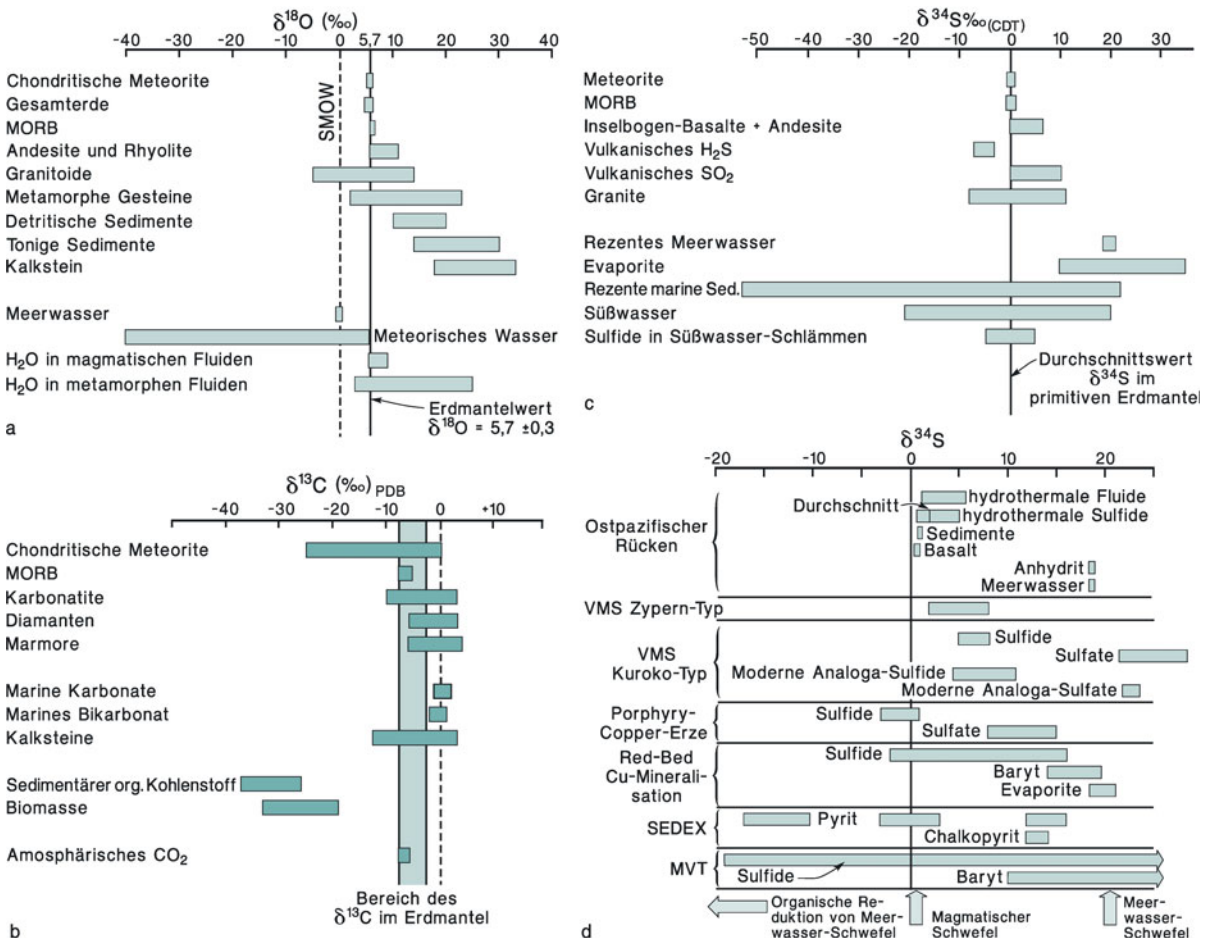 δ¹⁸O (‰)
-40 -20 -10 0 5,7 10 20 30 40
SMOW
Chondritische Meteorite
Gesamterde
MORB
Andesite und Rhyolite
Granitoide
Metamorphe Gesteine
Detritische Sedimente
Tonige Sedimente
Kalkstein
Meerwasser
Meteorisches Wasser
H₂O in magmatischen Fluiden
H₂O in metamorphen Fluiden
Erdmantelwert
δ¹⁸O = 5,7 ±0,3
a
δ¹³C (‰) PDB
-30 -20 -10 0 +10
Chondritische Meteorite
MORB
Karbonatite
Diamanten
Marmore
Marine Karbonate
Marines Bikarbonat
Kalksteine
Sedimentärer org. Kohlenstoff
Biomasse
Amosphärisches CO₂
Bereich des
δ¹³C im Erdmantel
b
δ³⁴S‰(CDT)
-50 -20 -10 0 10 20 30
Meteorite
MORB
Inselbogen-Basalte + Andesite
Vulkanisches H₂S
Vulkanisches SO₂
Granite
Rezentes Meerwasser
Evaporite
Rezente marine Sed.
Süßwasser
Sulfide in Süßwasser-Schlämmen
Durchschnittswert
δ³⁴S im
primitiven Erdmantel
c
δ³⁴S
-20 -10 0 10 20
Ostpazifischer
Rücken
Durchschnitt
hydrothermale Fluide
hydrothermale Sulfide
Sedimente
Basalt
Anhydrit
Meerwasser
VMS Zypern-Typ
VMS
Kuroko-Typ
Sulfide
Sulfate
Moderne Analoga-Sulfide
Moderne Analoga-Sulfate
Porphyry-
Copper-Erze
Sulfide
Sulfate
Red-Bed
Cu-Minerali-
sation
Sulfide
Baryt
Evaporite
SEDEX
Pyrit
Chalkopyrit
MVT
Sulfide
Baryt
Organische Re-
duktion von Meer-
wasser-Schwefel
Magmatischer
Schwefel
Meer-
wasser-
Schwefel
d